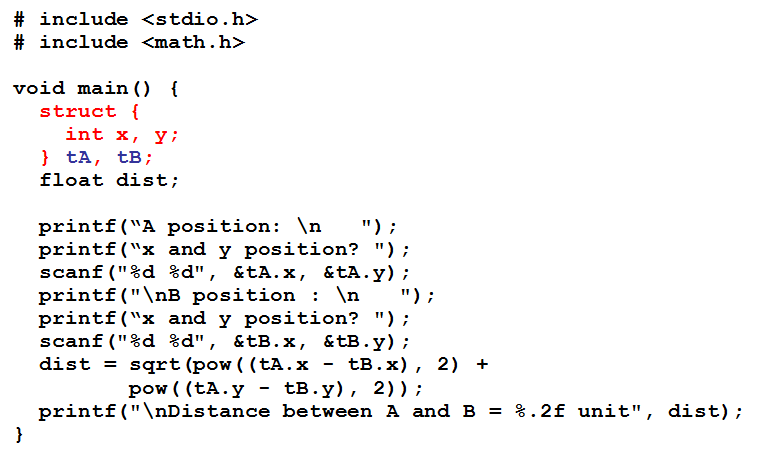 # include <stdio.h>
# include <math.h>
void main() {
struct {
int x, y;
} tA, tB;
float dist;
printf(“A position: \n   ");
printf(“x and y position? ");
scanf("%d %d", &tA.x, &tA.y);
printf("\nB position : \n   ");
printf(“x and y position? ");
scanf("%d %d", &tB.x, &tB.y);
dist = sqrt(pow((tA.x - tB.x), 2) +
pow((tA.y - tB.y), 2));
printf("\nDistance between A and B = %.2f unit", dist);
}